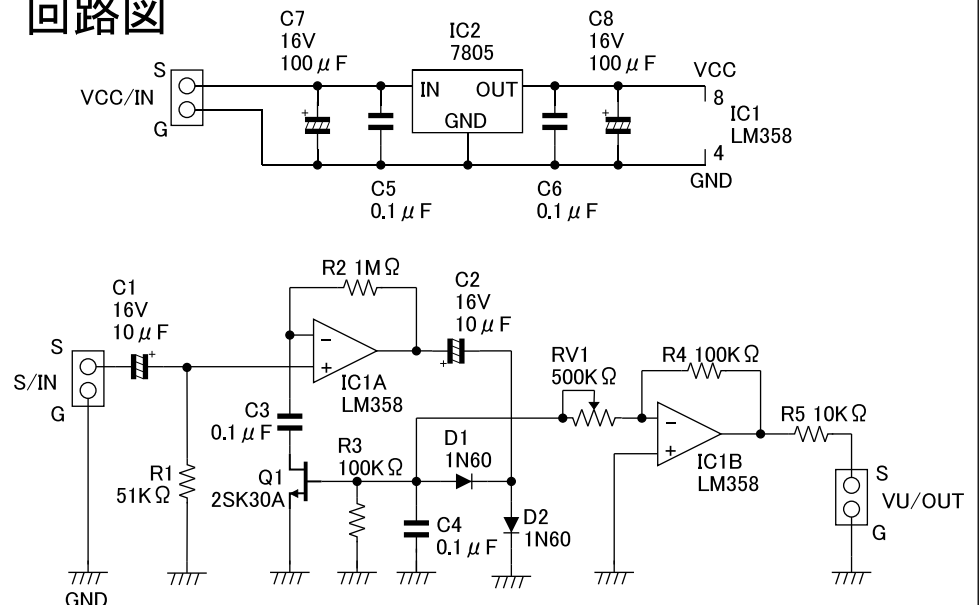 回路図
C7
16V
100μF
IC2
7805
C8
16V
100μF
S
VCC/IN
G
IN
OUT
GND
VCC
8
IC1
LM358
4
GND
C5
0.1μF
C6
0.1μF
R2 1MΩ
C1
16V
10μF
C2
16V
10μF
S
S/IN
G
−
+
IC1A
LM358
RV1
500KΩ
R4 100KΩ
C3
0.1μF
R3
100KΩ
D1
1N60
−
+
IC1B
LM358
R5 10KΩ
R1
51KΩ
Q1
2SK30A
C4
0.1μF
D2
1N60
S
VU/OUT
G
GND